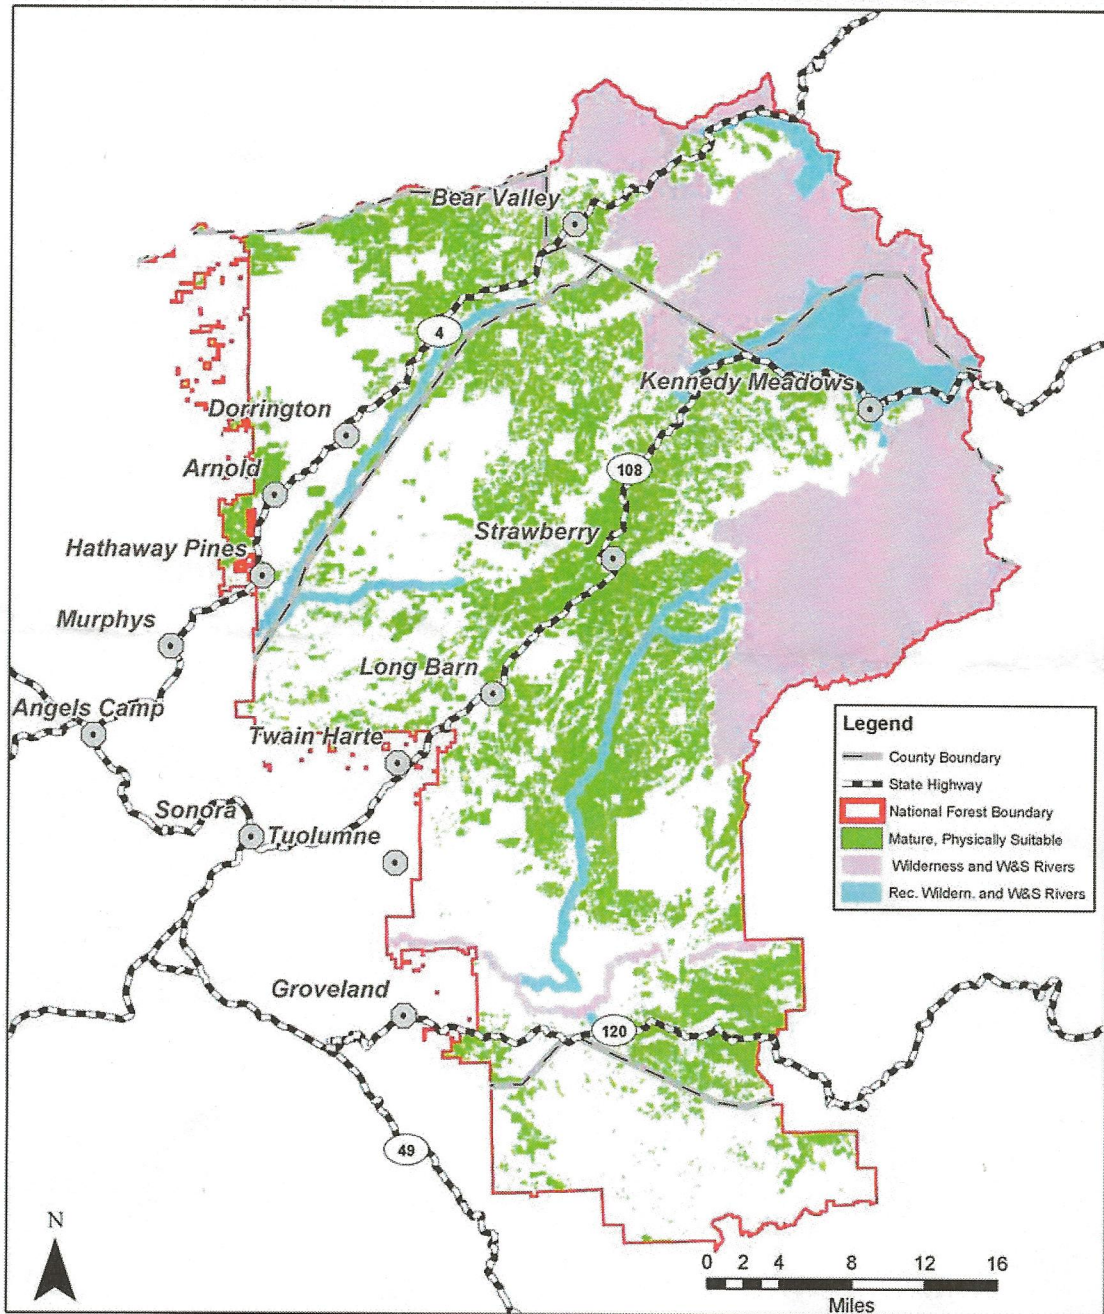 Bear Valley
4
Kennedy Meadows
Dorrington
Arnold
108
Strawberry
Hathaway Pines
Murphys
Long Barn
Angels Camp
Twain Harte
Sonora
Tuolumne
Legend
County Boundary
State Highway
National Forest Boundary
Mature, Physically Suitable
Wilderness and W&S Rivers
Rec. Wildern. and W&S Rivers
Groveland
120
49
N
0 2 4 8 12 16
Miles